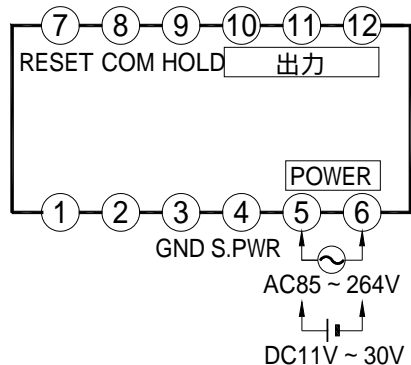 7 8 9 10 11 12
RESET COM HOLD 出力
POWER
1 2 3 4 5 6
GND S.PWR
AC85 ~ 264V
DC11V ~ 30V